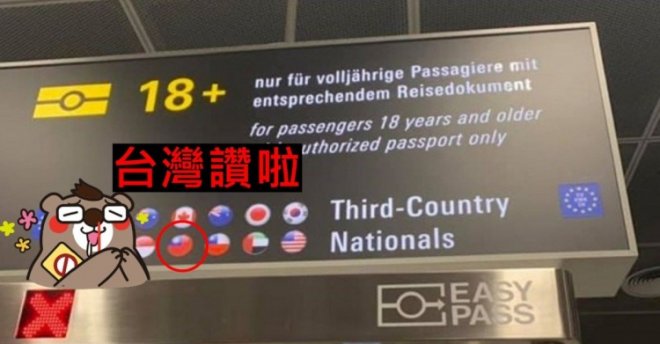 18+
nur für volljährige Passagiere mit
entsprechendem Reisedokument
for passengers 18 years and older
authorized passport only
台灣讚啦
Third-Country
Nationals
EASY
PASS